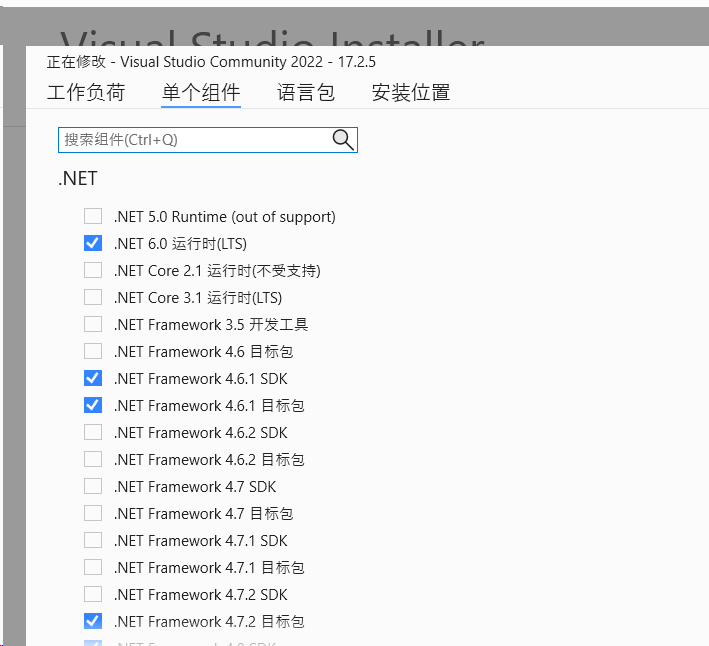 Visual Studio Installer
正在修改 - Visual Studio Community 2022 - 17.2.5
工作负荷 单个组件 语言包 安装位置
搜索组件(Ctrl+Q)
.NET
.NET 5.0 Runtime (out of support)
.NET 6.0 运行时(LTS)
.NET Core 2.1 运行时(不受支持)
.NET Core 3.1 运行时(LTS)
.NET Framework 3.5 开发工具
.NET Framework 4.6 目标包
.NET Framework 4.6.1 SDK
.NET Framework 4.6.1 目标包
.NET Framework 4.6.2 SDK
.NET Framework 4.6.2 目标包
.NET Framework 4.7 SDK
.NET Framework 4.7 目标包
.NET Framework 4.7.1 SDK
.NET Framework 4.7.1 目标包
.NET Framework 4.7.2 SDK
.NET Framework 4.7.2 目标包
.NET Framework 4.8 SDK